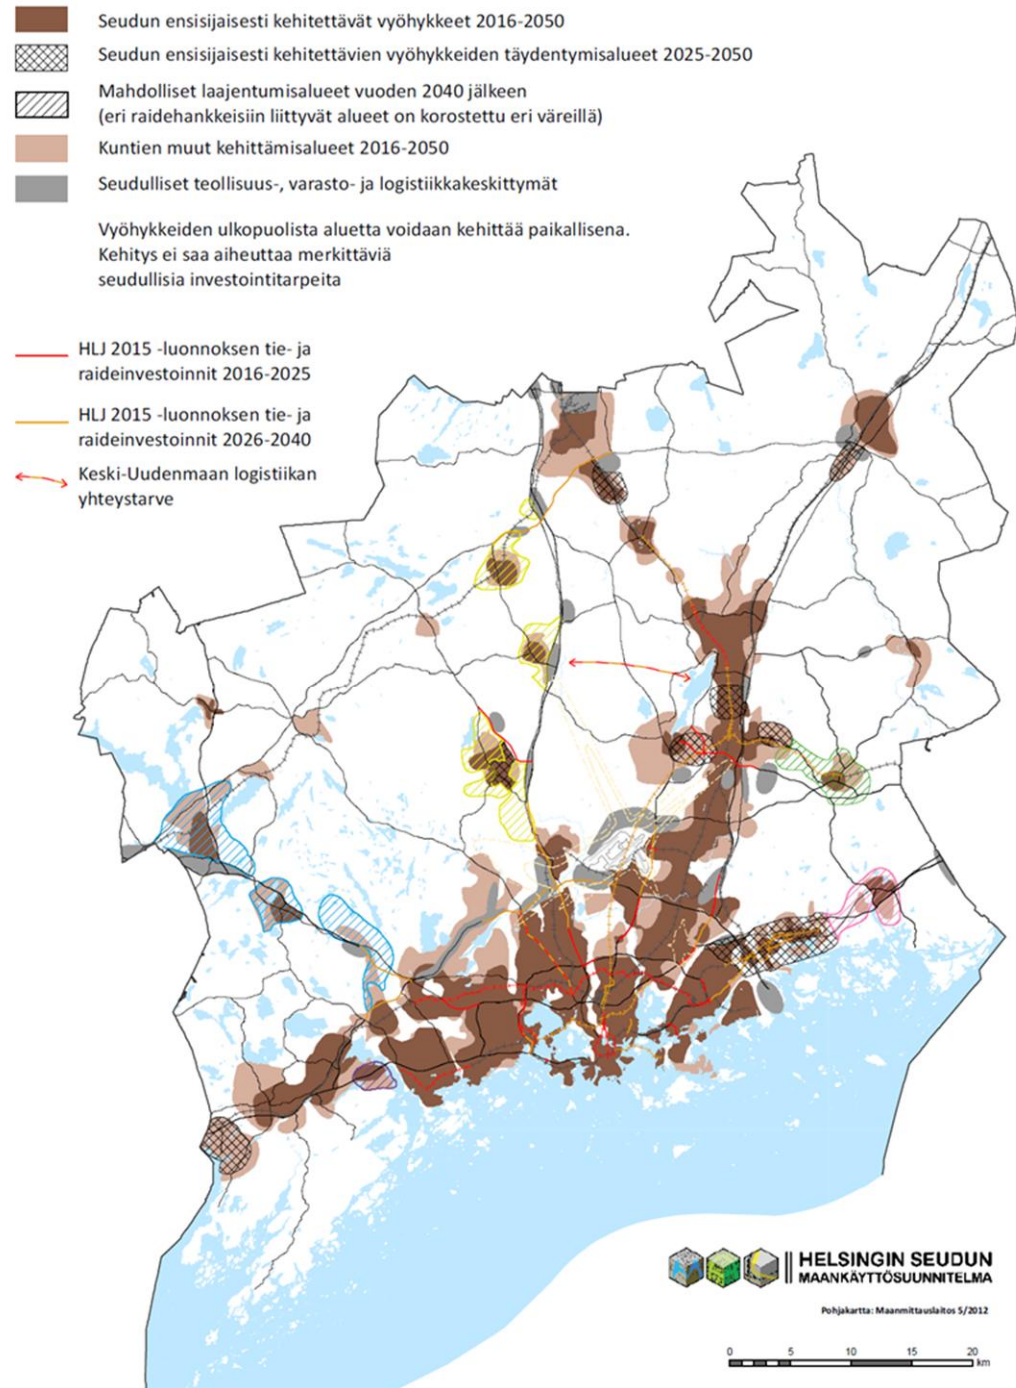 Seudun ensisijaisesti kehitettävät vyöhykkeet 2016-2050
Seudun ensisijaisesti kehitettävien vyöhykkeiden täydentymisalueet 2025-2050
Mahdolliset laajentumisalueet vuoden 2040 jälkeen
(eri raidehankkeisiin liittyvät alueet on korostettu eri väreillä)
Kuntien muut kehittämisalueet 2016-2050
Seudulliset teollisuus-, varasto- ja logistiikkakeskittymät
Vyöhykkeiden ulkopuolista aluetta voidaan kehittää paikallisena.
Kehitys ei saa aiheuttaa merkittäviä
seudullisia investointitarpeita
HLJ 2015 -luonnoksen tie- ja
raideinvestoinnit 2016-2025
HLJ 2015 -luonnoksen tie- ja
raideinvestoinnit 2026-2040
Keski-Uudenmaan logistiikan
yhteystarve
HELSINGIN SEUDUN
MAANKÄYTTÖSUUNNITELMA
Pohjakartta: Maanmittauslaitos 5/2012
0 5 10 15 20
km